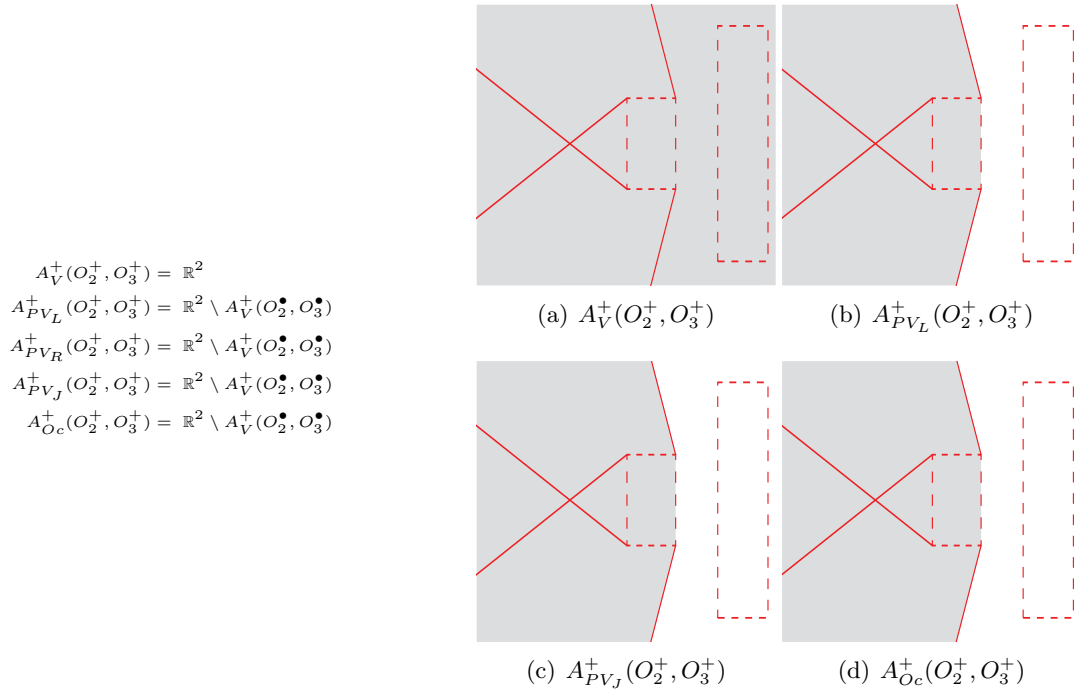 A_V^+(O_2^+, O_3^+) = ℝ^2
A_{PV_L}^+(O_2^+, O_3^+) = ℝ^2 \ A_V^+(O_2^•, O_3^•)
A_{PV_R}^+(O_2^+, O_3^+) = ℝ^2 \ A_V^+(O_2^•, O_3^•)
A_{PV_J}^+(O_2^+, O_3^+) = ℝ^2 \ A_V^+(O_2^•, O_3^•)
A_{Oc}^+(O_2^+, O_3^+) = ℝ^2 \ A_V^+(O_2^•, O_3^•)
(a) A_V^+(O_2^+, O_3^+)
(b) A_{PV_L}^+(O_2^+, O_3^+)
(c) A_{PV_J}^+(O_2^+, O_3^+)
(d) A_{Oc}^+(O_2^+, O_3^+)